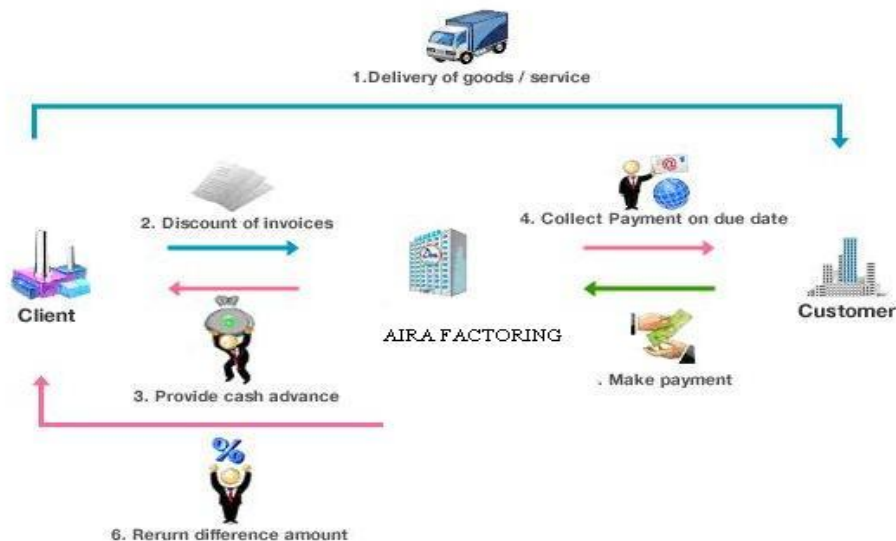 1.Delivery of goods / service
2. Discount of invoices
4. Collect Payment on due date
Client
AIRA FACTORING
Customer
3. Provide cash advance
. Make payment
6. Rerurn difference amount